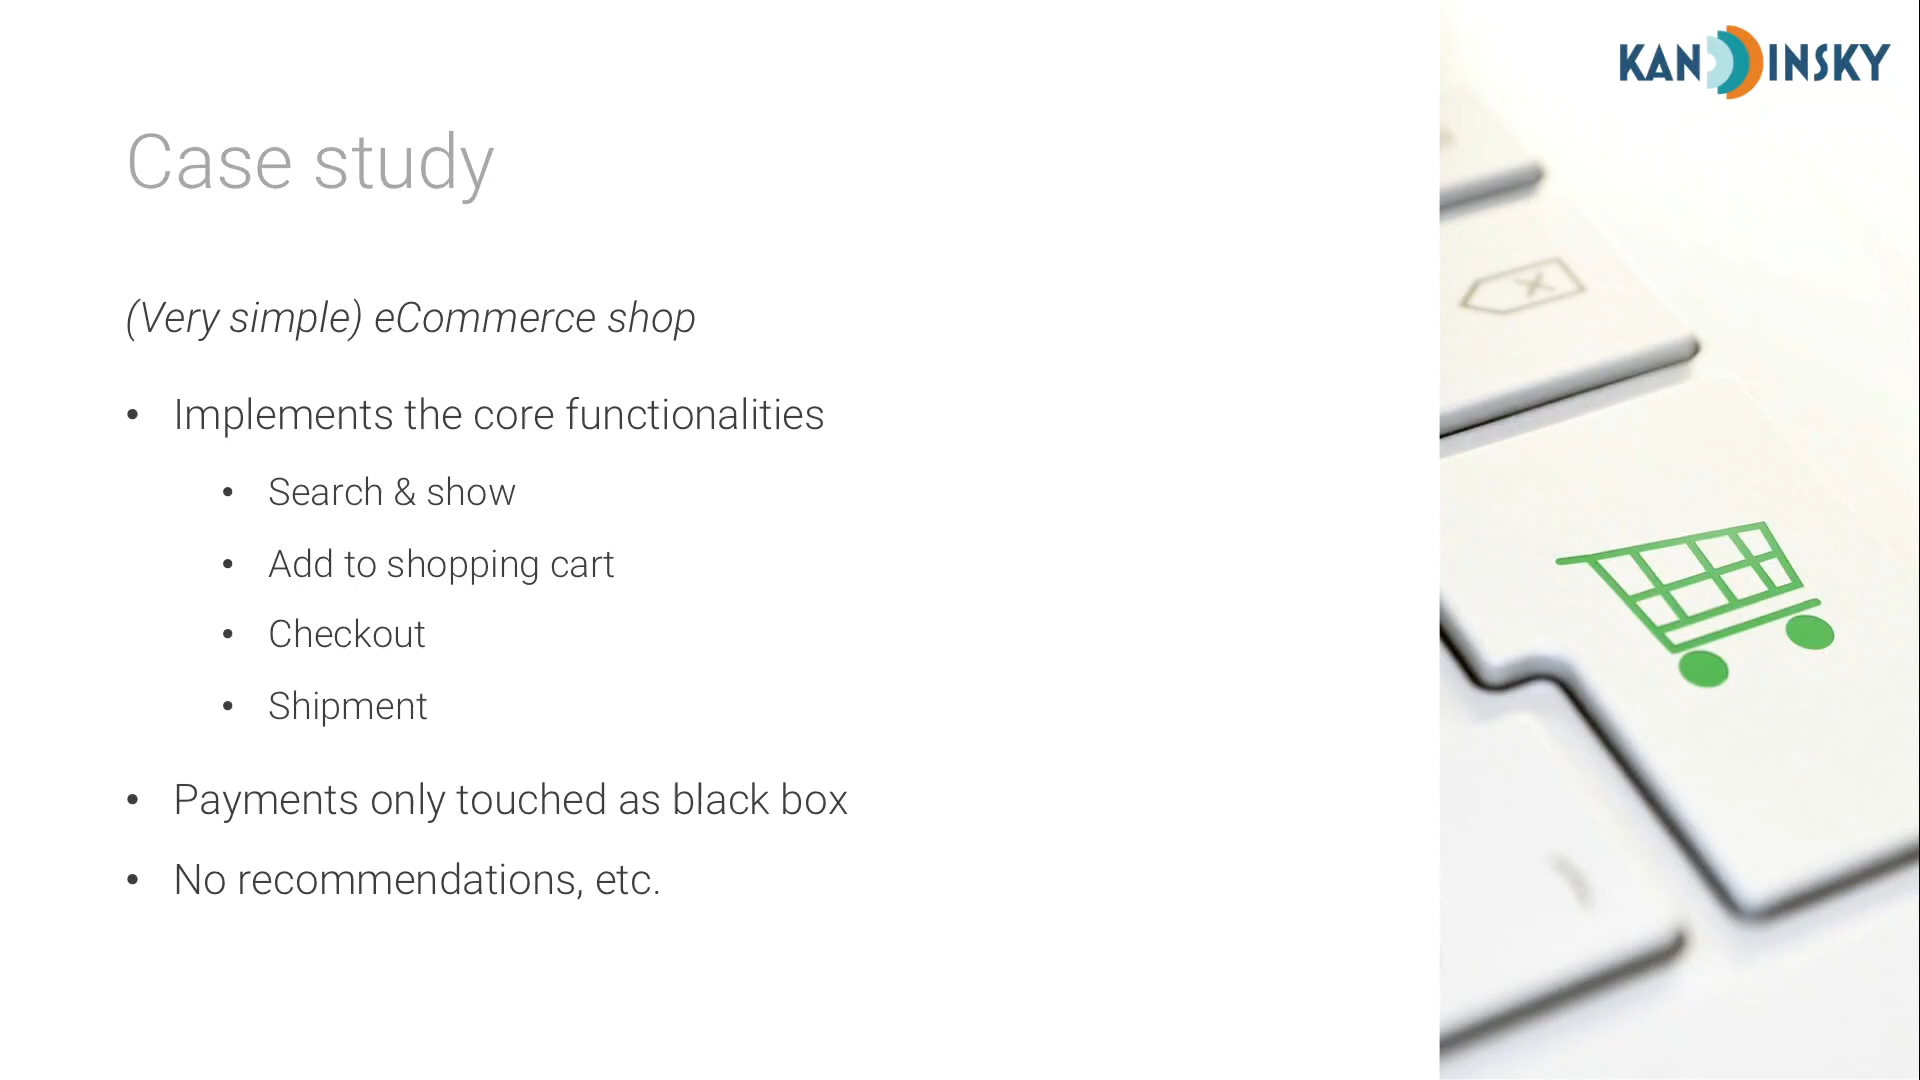 KANDINSKY
Case study
(Very simple) eCommerce shop
• Implements the core functionalities
• Search & show
• Add to shopping cart
• Checkout
• Shipment
• Payments only touched as black box
• No recommendations, etc.